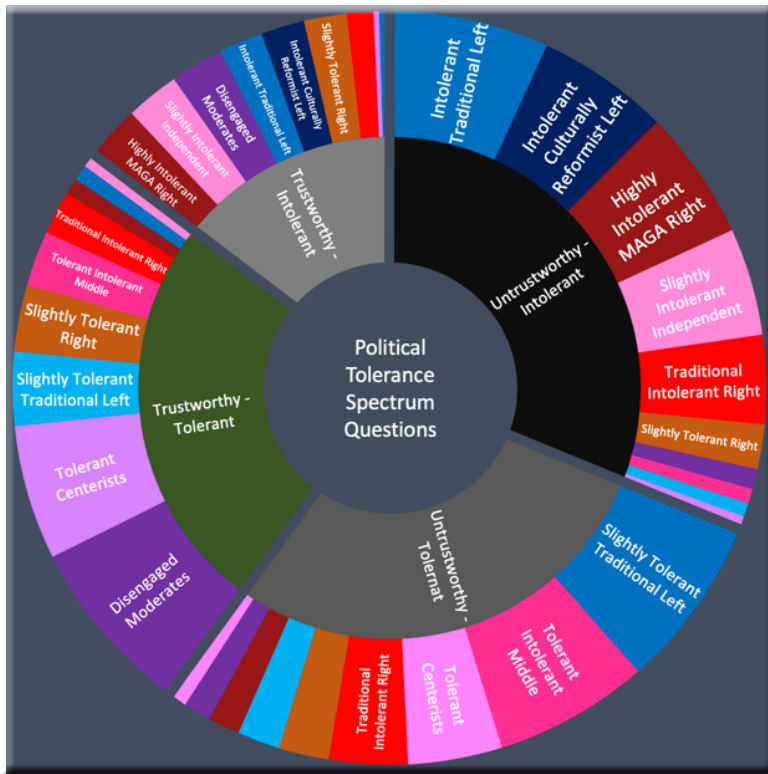 Political
Tolerance
Spectrum
Questions
Untrustworthy -
Intolerant
Intolerant
Traditional Left
Intolerant
Culturally
Reformist Left
Highly
Intolerant
MAGA Right
Slightly
Intolerant
Independent
Traditional
Intolerant Right
Slightly Tolerant Right
Untrustworthy -
Tolernat
Slightly Tolerant
Traditional Left
Tolerant
Intolerant
Middle
Tolerant
Centerists
Traditional
Intolerant Right
Trustworthy -
Tolerant
Disengaged
Moderates
Tolerant
Centerists
Slightly Tolerant
Traditional Left
Slightly Tolerant
Right
Tolerant Intolerant
Middle
Traditional Intolerant Right
Trustworthy -
Intolerant
Highly Intolerant
MAGA Right
Slightly Intolerant
Independent
Disengaged
Moderates
Intolerant Traditional Left
Intolerant Culturally
Reformist Left
Slightly Tolerant Right